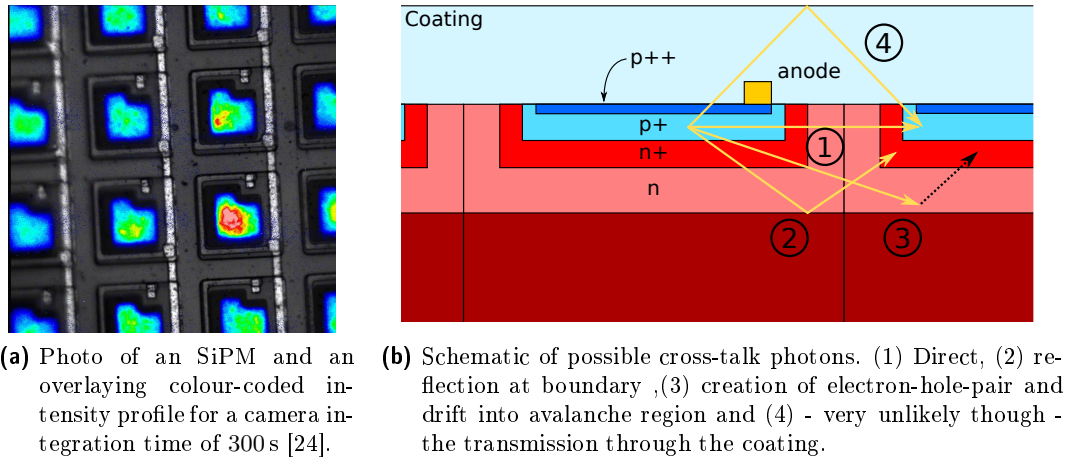 Coating
p++
anode
p+
n+
n
1
2
3
4
(a) Photo of an SiPM and an
overlaying colour-coded in-
tensity profile for a camera in-
tegration time of 300 s [24].
(b) Schematic of possible cross-talk photons. (1) Direct, (2) re-
flection at boundary ,(3) creation of electron-hole-pair and
drift into avalanche region and (4) - very unlikely though -
the transmission through the coating.